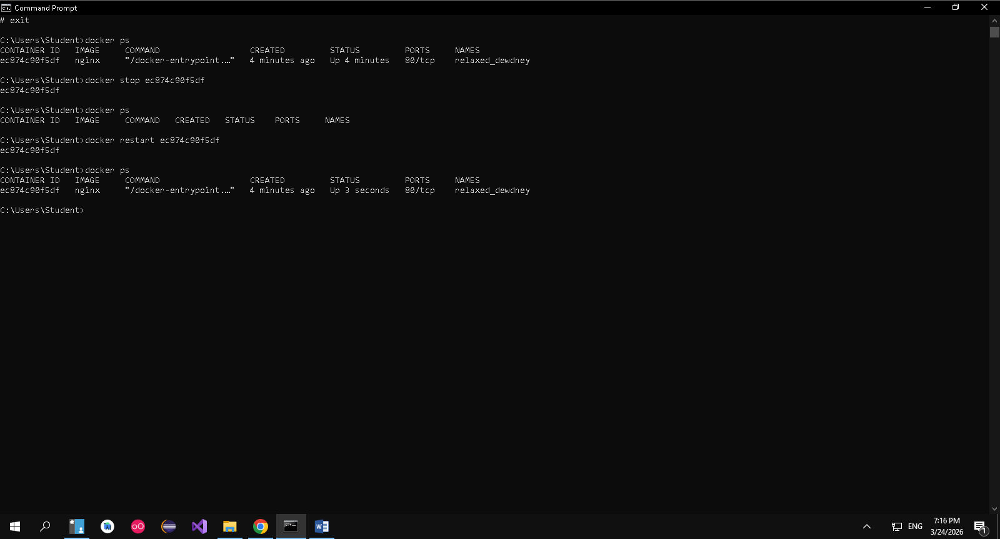 Command Prompt
# exit
C:\Users\Student>docker ps
CONTAINER ID   IMAGE     COMMAND                  CREATED         STATUS         PORTS     NAMES
ec874c90f5df   nginx     "/docker-entrypoint.…"   4 minutes ago   Up 4 minutes   80/tcp    relaxed_dewdney
C:\Users\Student>docker stop ec874c90f5df
ec874c90f5df
C:\Users\Student>docker ps
CONTAINER ID   IMAGE     COMMAND   CREATED   STATUS    PORTS     NAMES
C:\Users\Student>docker restart ec874c90f5df
ec874c90f5df
C:\Users\Student>docker ps
CONTAINER ID   IMAGE     COMMAND                  CREATED         STATUS         PORTS     NAMES
ec874c90f5df   nginx     "/docker-entrypoint.…"   4 minutes ago   Up 3 seconds   80/tcp    relaxed_dewdney
C:\Users\Student>
ENG
7:16 PM
3/24/2026
1